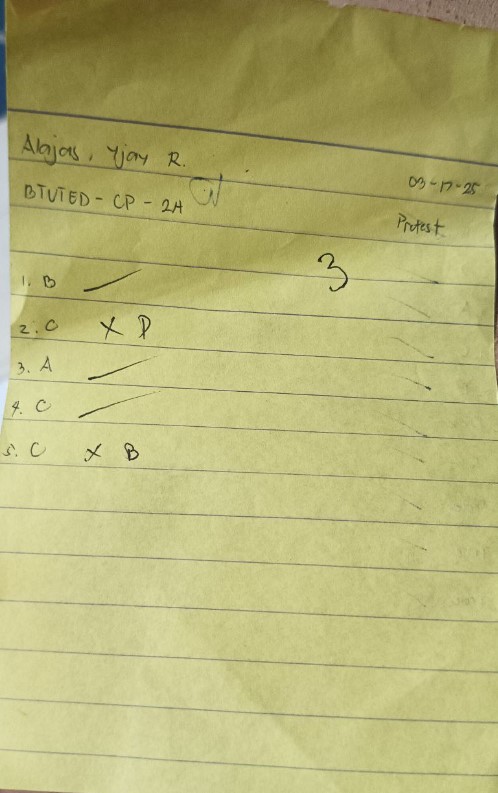 Alajas, Yjay R.
03-17-25
BTVTED - CP - 2A
Pretest
3
1. B
2. C X D
3. A
4. C
5. C X B